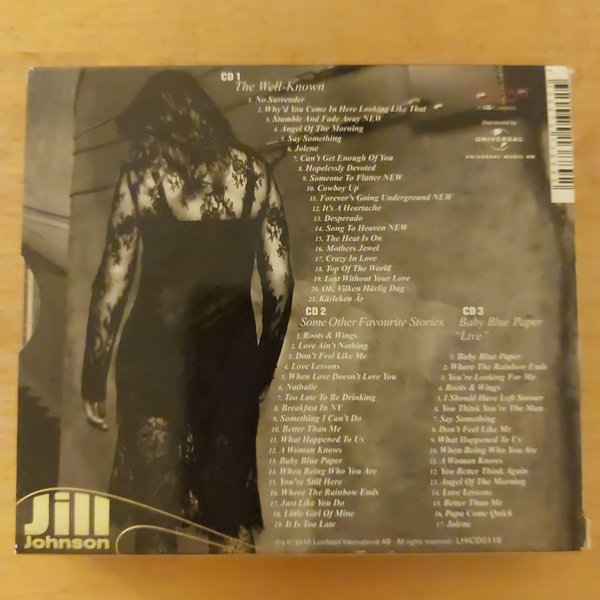 CD 1
The Well-Known
1. No Surrender
2. Why'd You Come In Here Looking Like That
3. Stumble And Fade Away NEW
4. Angel Of The Morning
5. Say Something
6. Jolene
7. Can't Get Enough Of You
8. Hopelessly Devoted
9. Someone To Flatter NEW
10. Cowboy Up
11. Forever's Going Underground NEW
12. It's A Heartache
13. Desperado
14. Song To Heaven NEW
15. The Heat Is On
16. Mothers Jewel
17. Crazy In Love
18. Top Of The World
19. Lost Without Your Love
20. Oh, Vilken Härlig Dag
21. Kärleken Är
Distributed by
UNIVERSAL
UNIVERSAL MUSIC AB
CD 2
Some Other Favourite Stories
1. Roots & Wings
2. Love Ain't Nothing
3. Don't Feel Like Me
4. Love Lessons
5. When Love Doesn't Love You
6. Nathalie
7. Too Late To Be Drinking
8. Breakfast In NY
9. Something I Can't Do
10. Better Than Me
11. What Happened To Us
12. A Woman Knows
13. Baby Blue Paper
14. When Being Who You Are
15. You're Still Here
16. Where The Rainbow Ends
17. Just Like You Do
18. Little Girl Of Mine
19. It Is Too Late
CD 3
Baby Blue Paper
"Live"
1. Baby Blue Paper
2. Where The Rainbow Ends
3. You're Looking For Me
4. Roots & Wings
5. I Should Have Left Sooner
6. You Think You're The Man
7. Say Something
8. Don't Feel Like Me
9. What Happened To Us
10. When Being Who You Are
11. A Woman Knows
12. You Better Think Again
13. Angel Of The Morning
14. Love Lessons
15. Better Than Me
16. Papa Come Quick
17. Jolene
Jill
Johnson
℗ & © 2010 Lionheart International AB All rights reserved LHICD0119